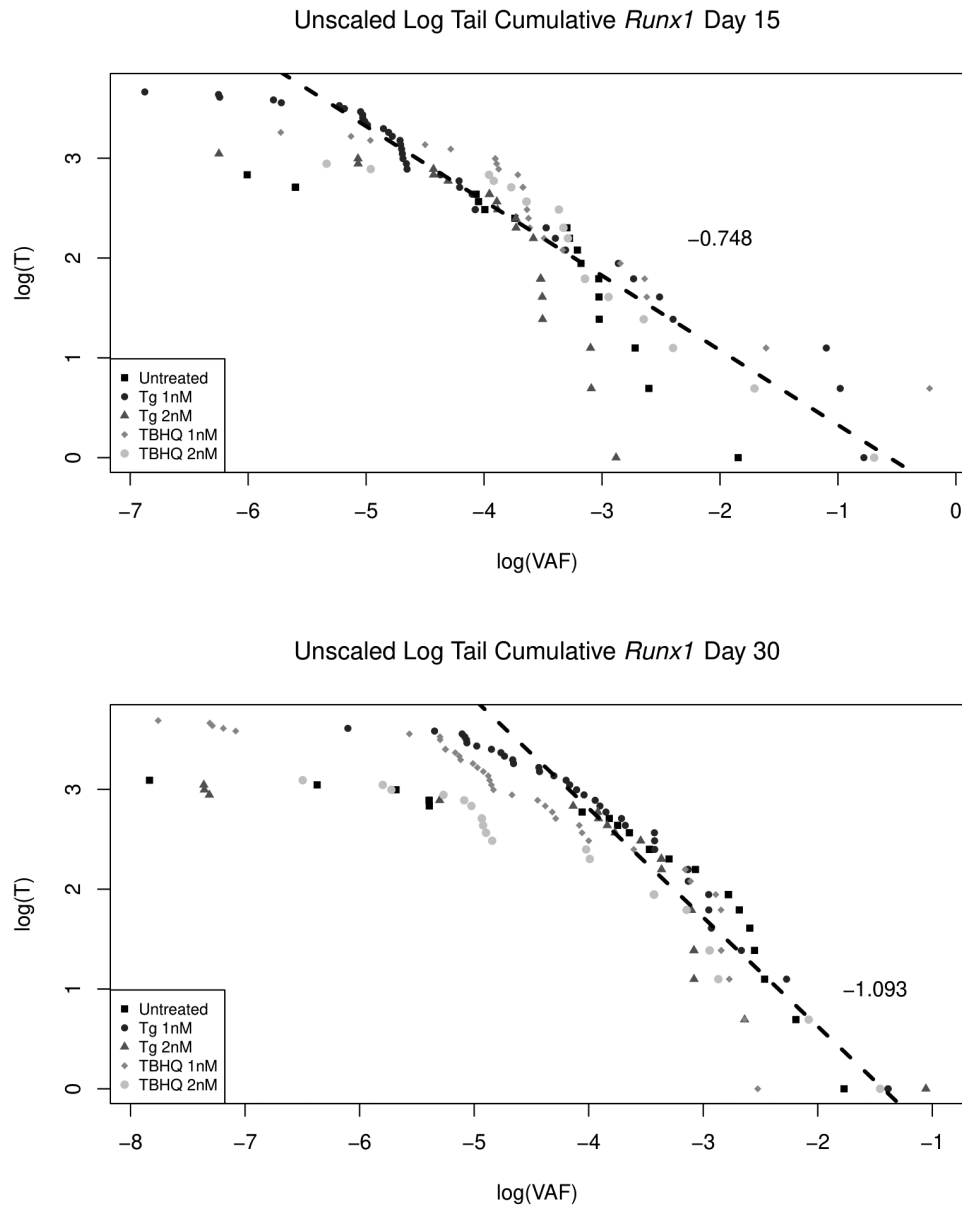 Unscaled Log Tail Cumulative Runx1 Day 15
log(T)
3
2
1
0
−0.748
Untreated
Tg 1nM
Tg 2nM
TBHQ 1nM
TBHQ 2nM
−7 −6 −5 −4 −3 −2 −1 0
log(VAF)
Unscaled Log Tail Cumulative Runx1 Day 30
log(T)
3
2
1
0
−1.093
Untreated
Tg 1nM
Tg 2nM
TBHQ 1nM
TBHQ 2nM
−8 −7 −6 −5 −4 −3 −2 −1
log(VAF)